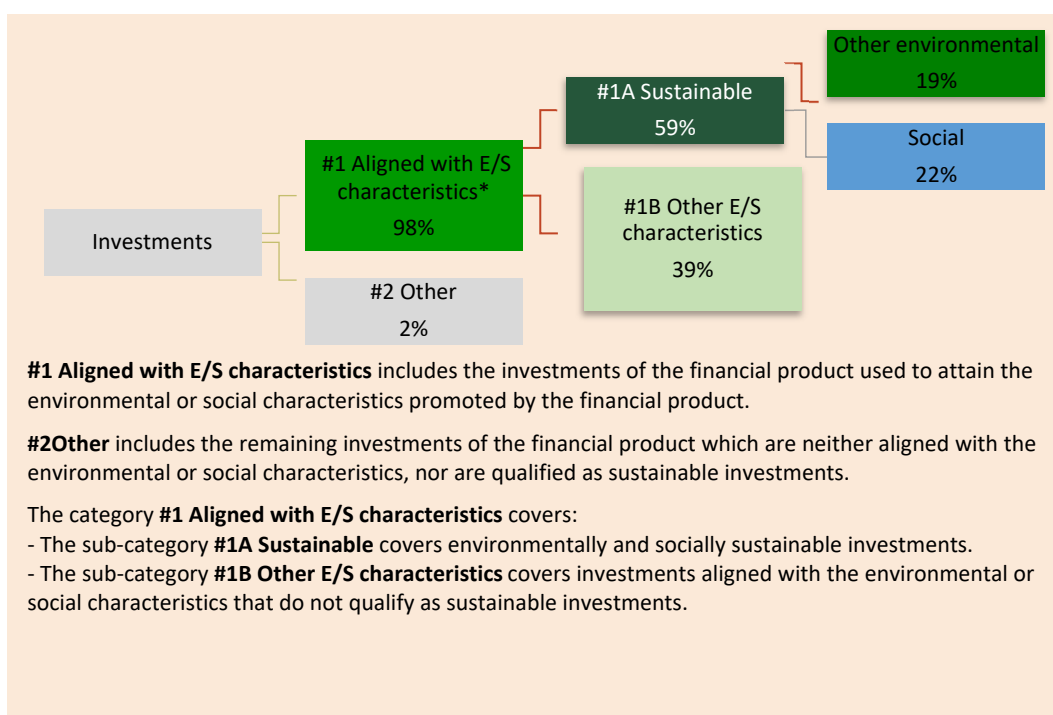 Other environmental
19%
#1A Sustainable
59%
Social
22%
#1 Aligned with E/S
characteristics*
98%
#1B Other E/S
characteristics
39%
Investments
#2 Other
2%
#1 Aligned with E/S characteristics includes the investments of the financial product used to attain the
environmental or social characteristics promoted by the financial product.
#2Other includes the remaining investments of the financial product which are neither aligned with the
environmental or social characteristics, nor are qualified as sustainable investments.
The category #1 Aligned with E/S characteristics covers:
- The sub-category #1A Sustainable covers environmentally and socially sustainable investments.
- The sub-category #1B Other E/S characteristics covers investments aligned with the environmental or
social characteristics that do not qualify as sustainable investments.